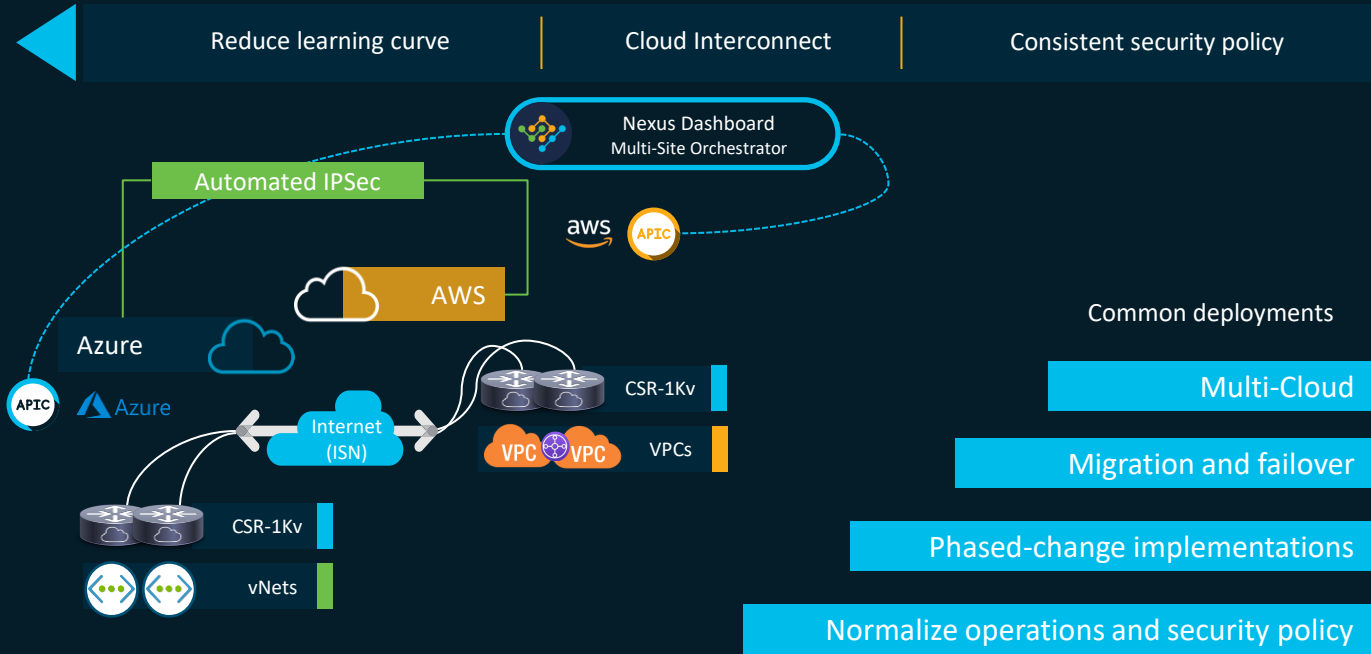 Reduce learning curve
Cloud Interconnect
Consistent security policy
Nexus Dashboard
Multi-Site Orchestrator
Automated IPSec
aws
APIC
AWS
Azure
APIC
Azure
Internet
(ISN)
CSR-1Kv
VPC
VPC
VPCs
CSR-1Kv
vNets
Common deployments
Multi-Cloud
Migration and failover
Phased-change implementations
Normalize operations and security policy